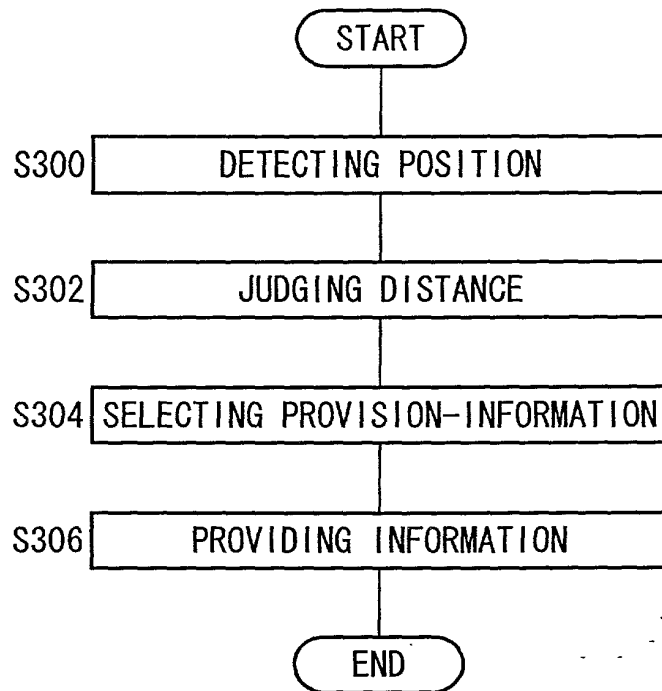 START
S300 DETECTING POSITION
S302 JUDGING DISTANCE
S304 SELECTING PROVISION-INFORMATION
S306 PROVIDING INFORMATION
END